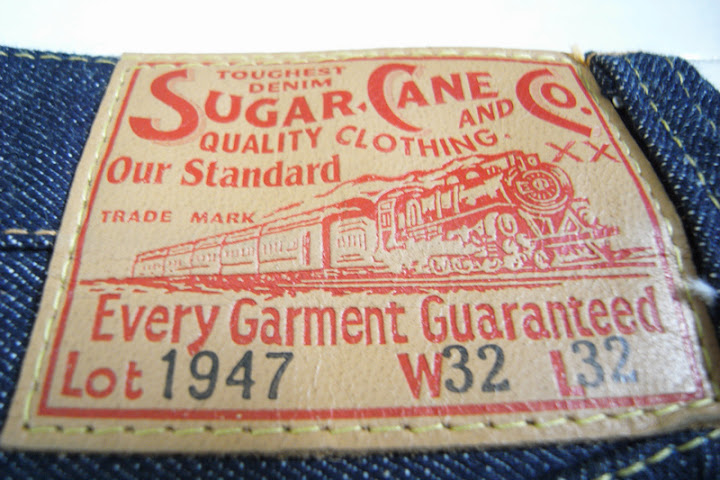 TOUGHEST
DENIM
SUGAR CANE AND CO.
QUALITY CLOTHING.
XX
Our Standard
TRADE MARK
Every Garment Guaranteed
Lot 1947 W32 L32